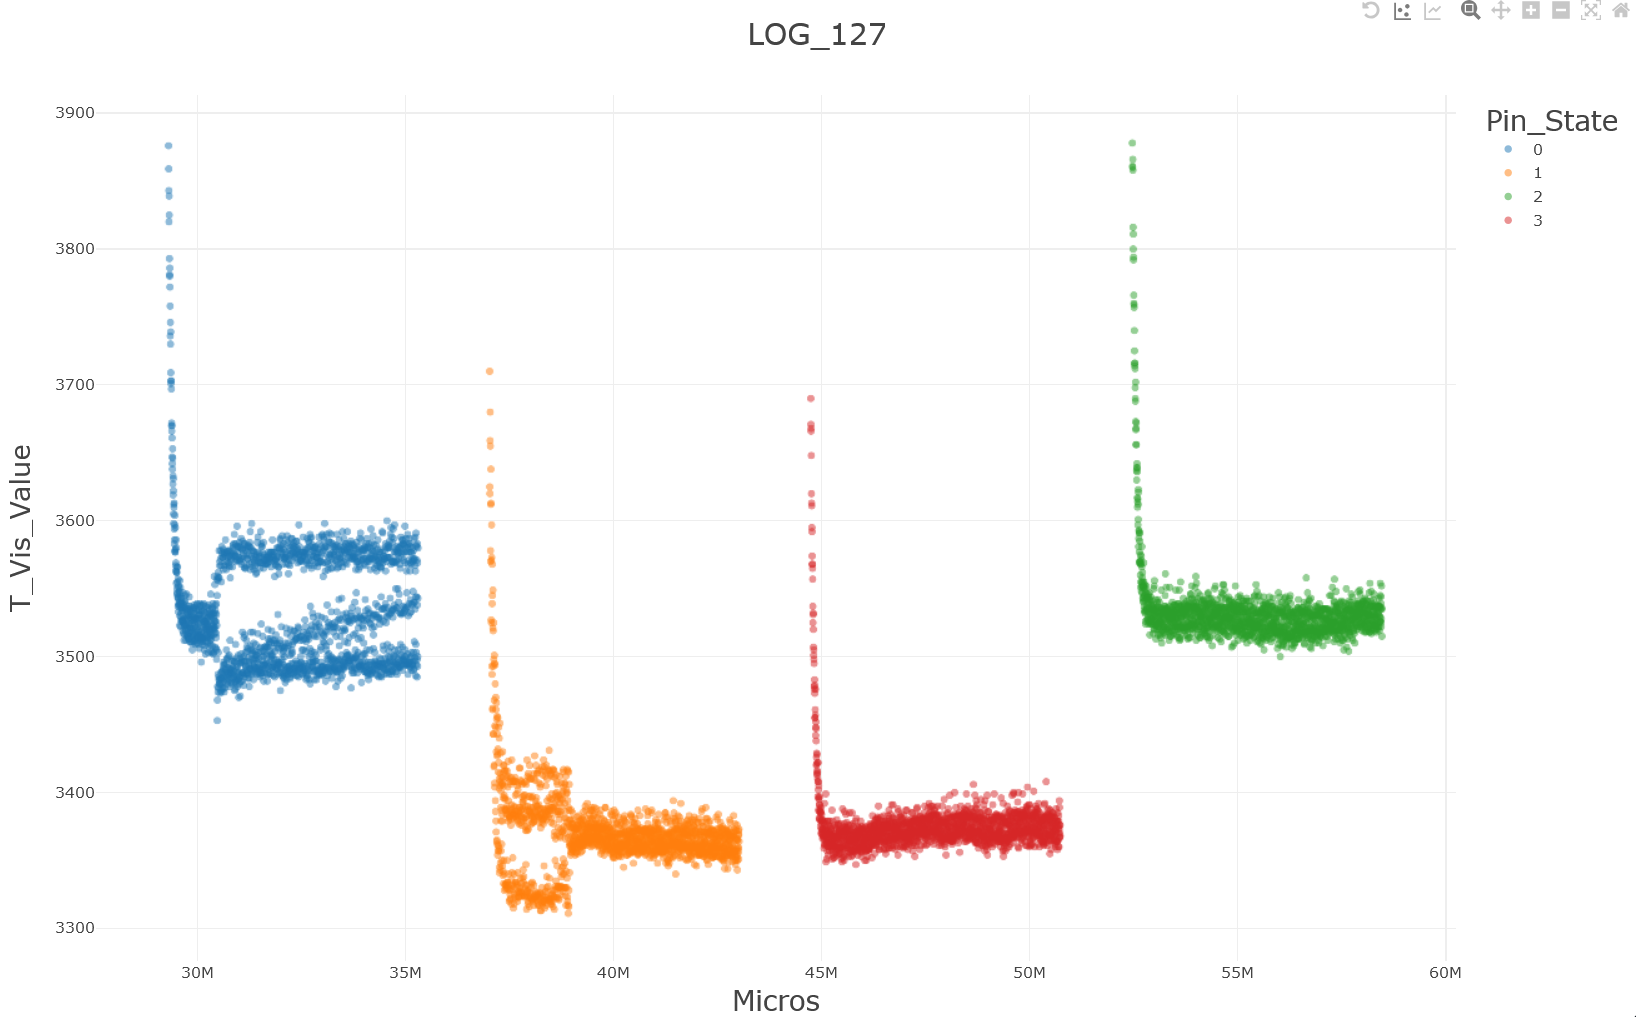 LOG_127
Pin_State
0
1
2
3
T_Vis_Value
3900
3800
3700
3600
3500
3400
3300
30M
35M
40M
45M
50M
55M
60M
Micros